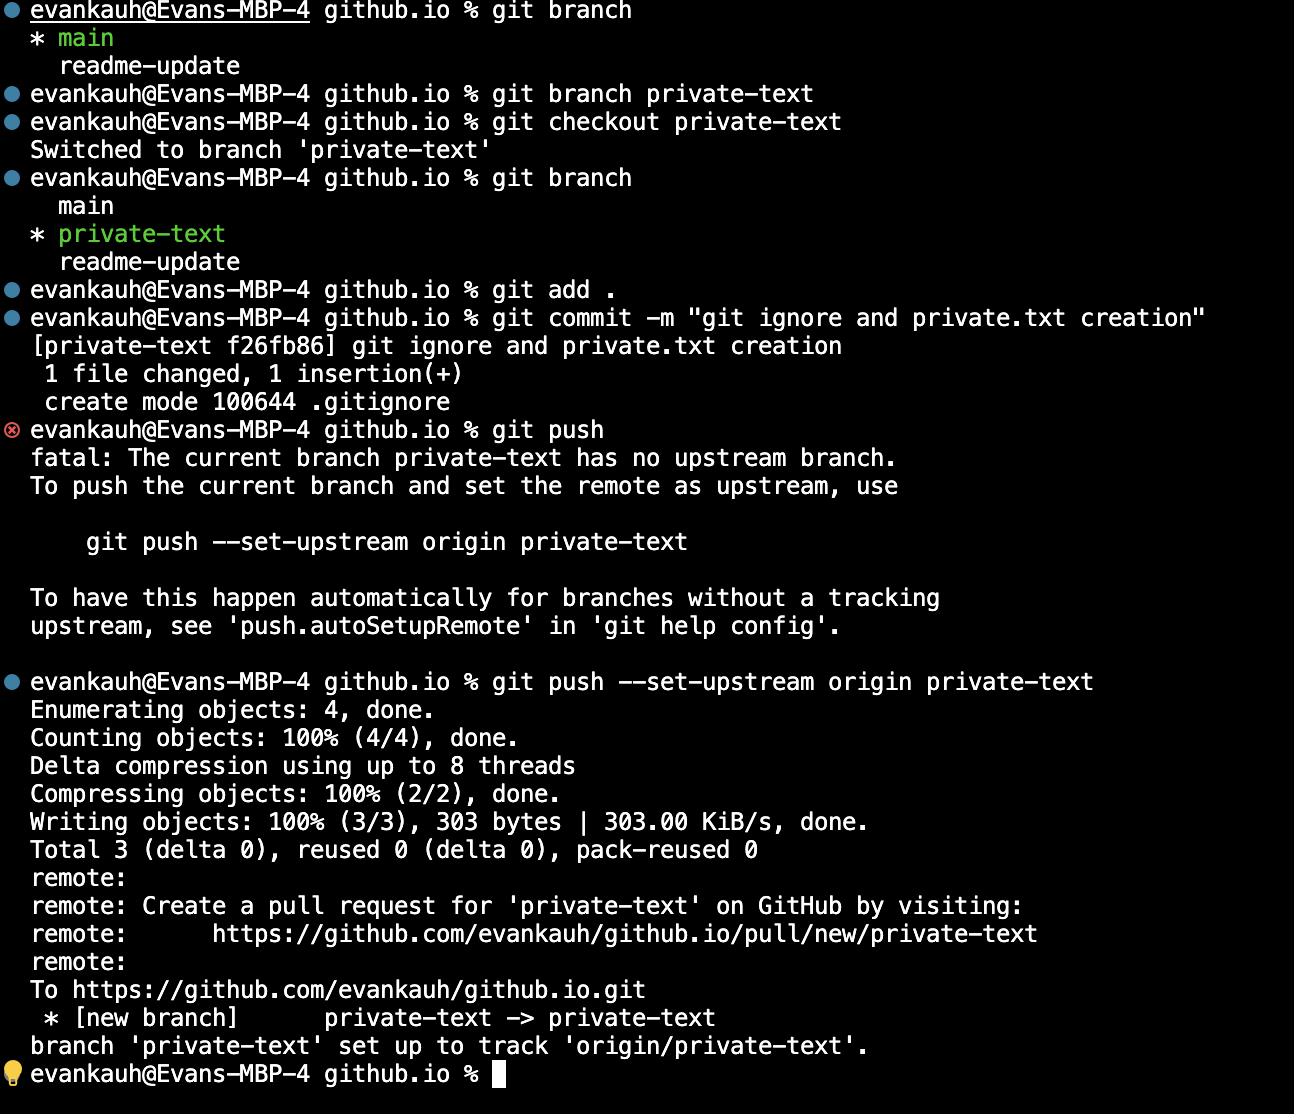 evankauh@Evans-MBP-4 github.io % git branch
* main
  readme-update
evankauh@Evans-MBP-4 github.io % git branch private-text
evankauh@Evans-MBP-4 github.io % git checkout private-text
Switched to branch 'private-text'
evankauh@Evans-MBP-4 github.io % git branch
  main
* private-text
  readme-update
evankauh@Evans-MBP-4 github.io % git add .
evankauh@Evans-MBP-4 github.io % git commit -m "git ignore and private.txt creation"
[private-text f26fb86] git ignore and private.txt creation
 1 file changed, 1 insertion(+)
 create mode 100644 .gitignore
evankauh@Evans-MBP-4 github.io % git push
fatal: The current branch private-text has no upstream branch.
To push the current branch and set the remote as upstream, use

    git push --set-upstream origin private-text

To have this happen automatically for branches without a tracking
upstream, see 'push.autoSetupRemote' in 'git help config'.

evankauh@Evans-MBP-4 github.io % git push --set-upstream origin private-text
Enumerating objects: 4, done.
Counting objects: 100% (4/4), done.
Delta compression using up to 8 threads
Compressing objects: 100% (2/2), done.
Writing objects: 100% (3/3), 303 bytes | 303.00 KiB/s, done.
Total 3 (delta 0), reused 0 (delta 0), pack-reused 0
remote:
remote: Create a pull request for 'private-text' on GitHub by visiting:
remote:      https://github.com/evankauh/github.io/pull/new/private-text
remote:
To https://github.com/evankauh/github.io.git
 * [new branch]      private-text -> private-text
branch 'private-text' set up to track 'origin/private-text'.
evankauh@Evans-MBP-4 github.io %